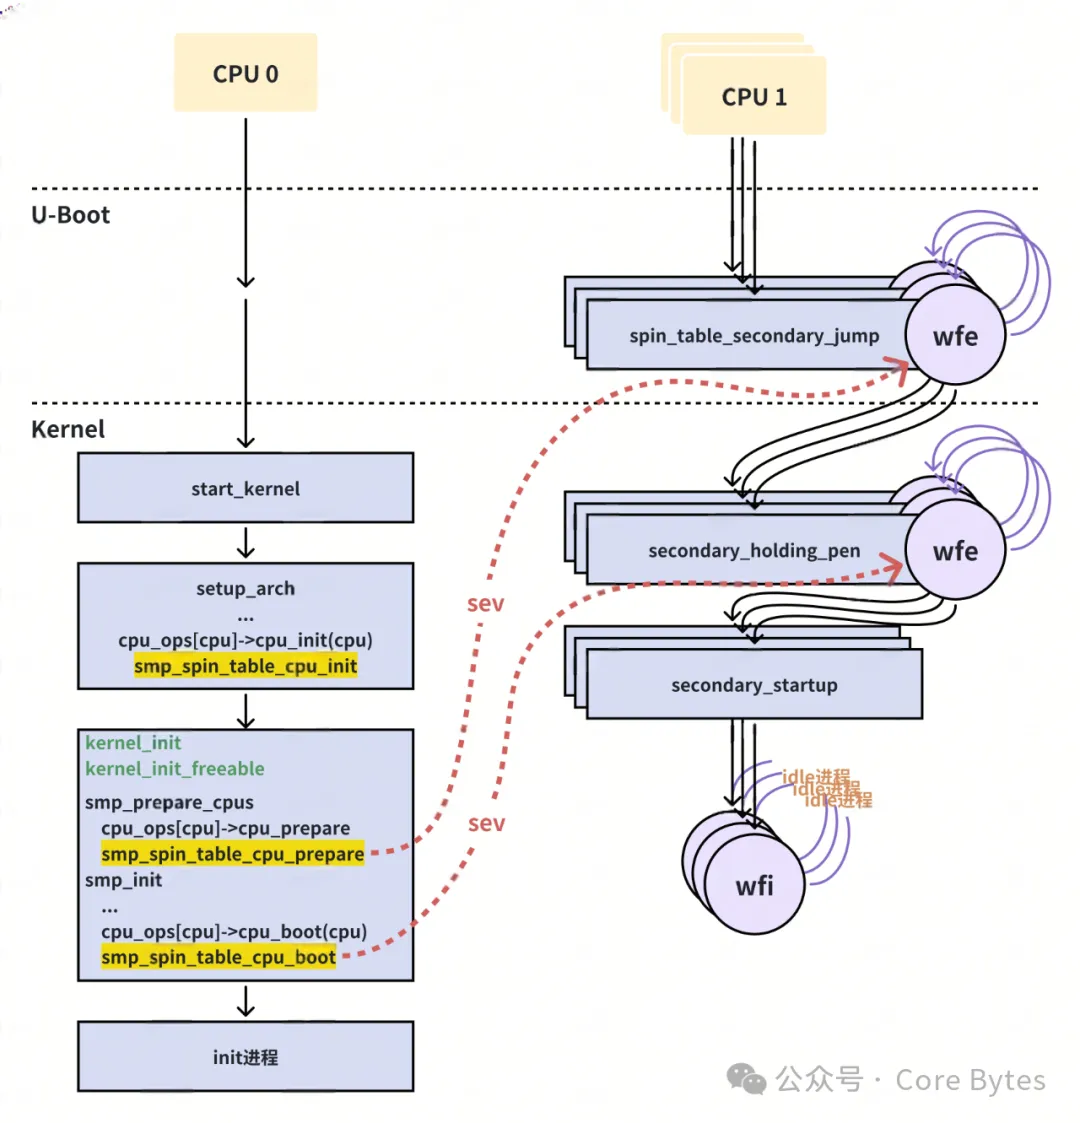 CPU 0
CPU 1
U-Boot
spin_table_secondary_jump
wfe
Kernel
start_kernel
secondary_holding_pen
wfe
setup_arch
...
cpu_ops[cpu]->cpu_init(cpu)
smp_spin_table_cpu_init
sev
secondary_startup
kernel_init
kernel_init_freeable
smp_prepare_cpus
cpu_ops[cpu]->cpu_prepare
smp_spin_table_cpu_prepare
smp_init
...
cpu_ops[cpu]->cpu_boot(cpu)
smp_spin_table_cpu_boot
sev
idle进程
idle进程
idle进程
wfi
init进程
公众号 · Core Bytes